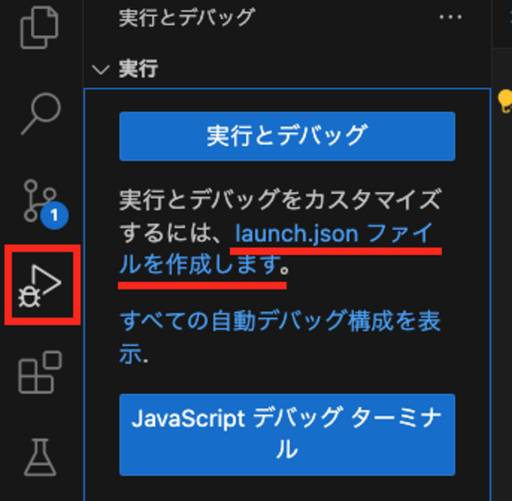 実行とデバッグ
実行
実行とデバッグ
実行とデバッグをカスタマイズ
するには、launch.json ファイ
ルを作成します。
1
すべての自動デバッグ構成を表
示.
JavaScript デバッグ ターミナ
ル